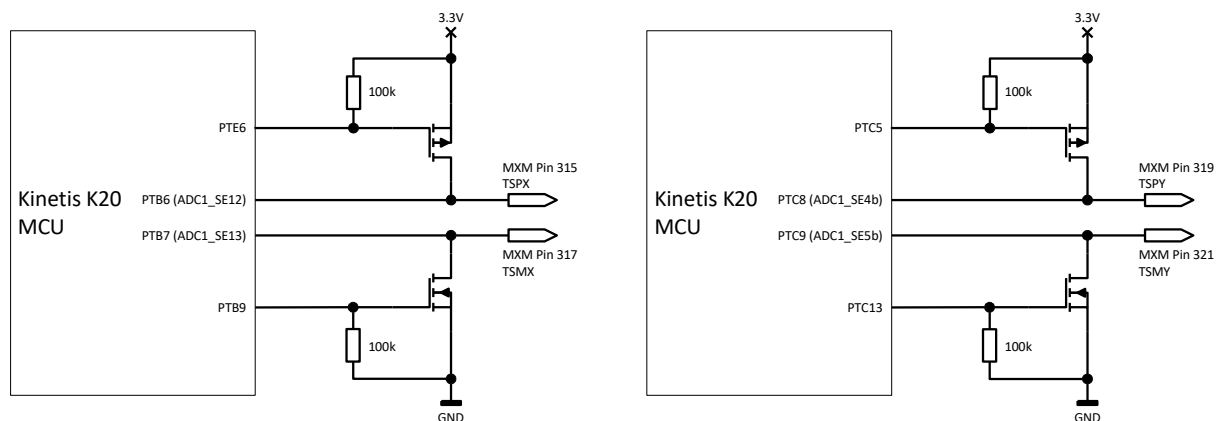 3.3V
100k
PTE6
MXM Pin 315
TSPX
Kinetis K20
MCU
PTB6 (ADC1_SE12)
PTB7 (ADC1_SE13)
MXM Pin 317
TSMX
PTB9
100k
GND
3.3V
100k
PTC5
MXM Pin 319
TSPY
Kinetis K20
MCU
PTC8 (ADC1_SE4b)
PTC9 (ADC1_SE5b)
MXM Pin 321
TSMY
PTC13
100k
GND